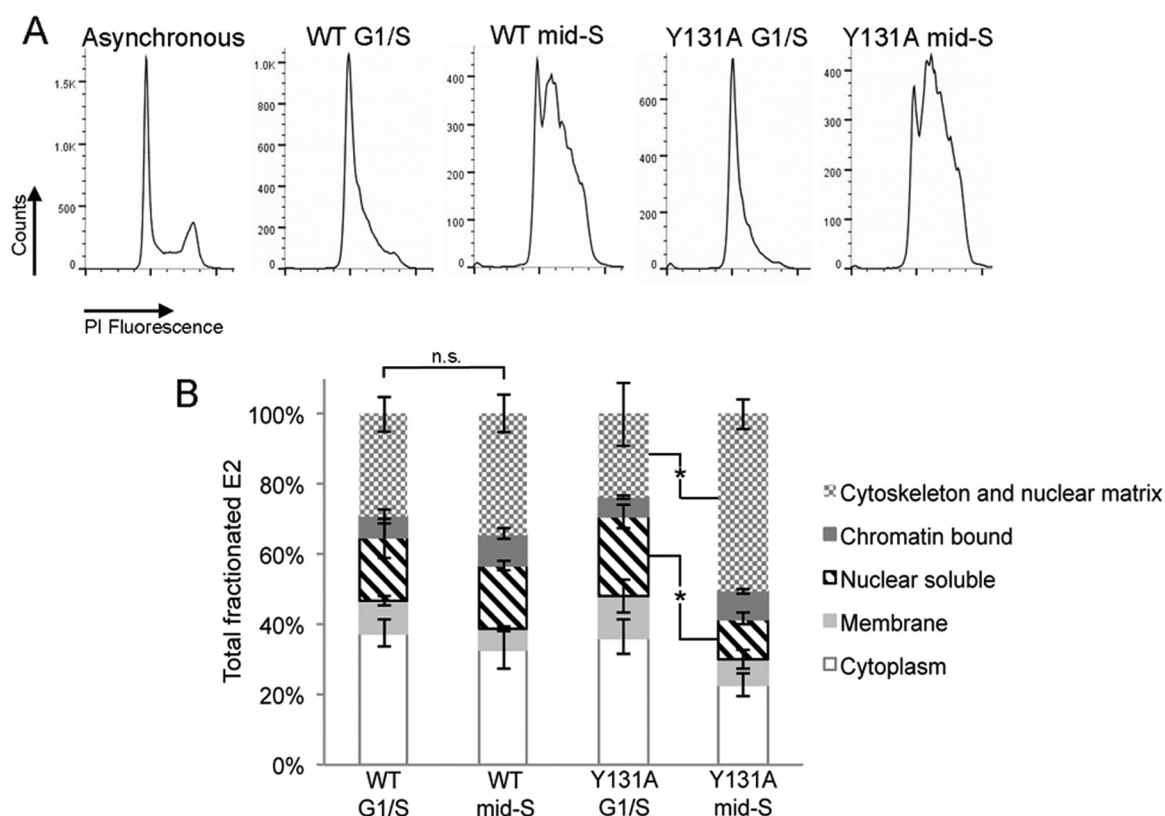 A
Asynchronous
WT G1/S
WT mid-S
Y131A G1/S
Y131A mid-S
Counts
1.5K
1.0K
500
0
1.0K
800
600
400
200
0
400
300
200
100
0
600
400
200
0
400
300
200
100
0
PI Fluorescence
B
n.s.
Total fractionated E2
100%
80%
60%
40%
20%
0%
*
*
WT
G1/S
WT
mid-S
Y131A
G1/S
Y131A
mid-S
Cytoskeleton and nuclear matrix
Chromatin bound
Nuclear soluble
Membrane
Cytoplasm